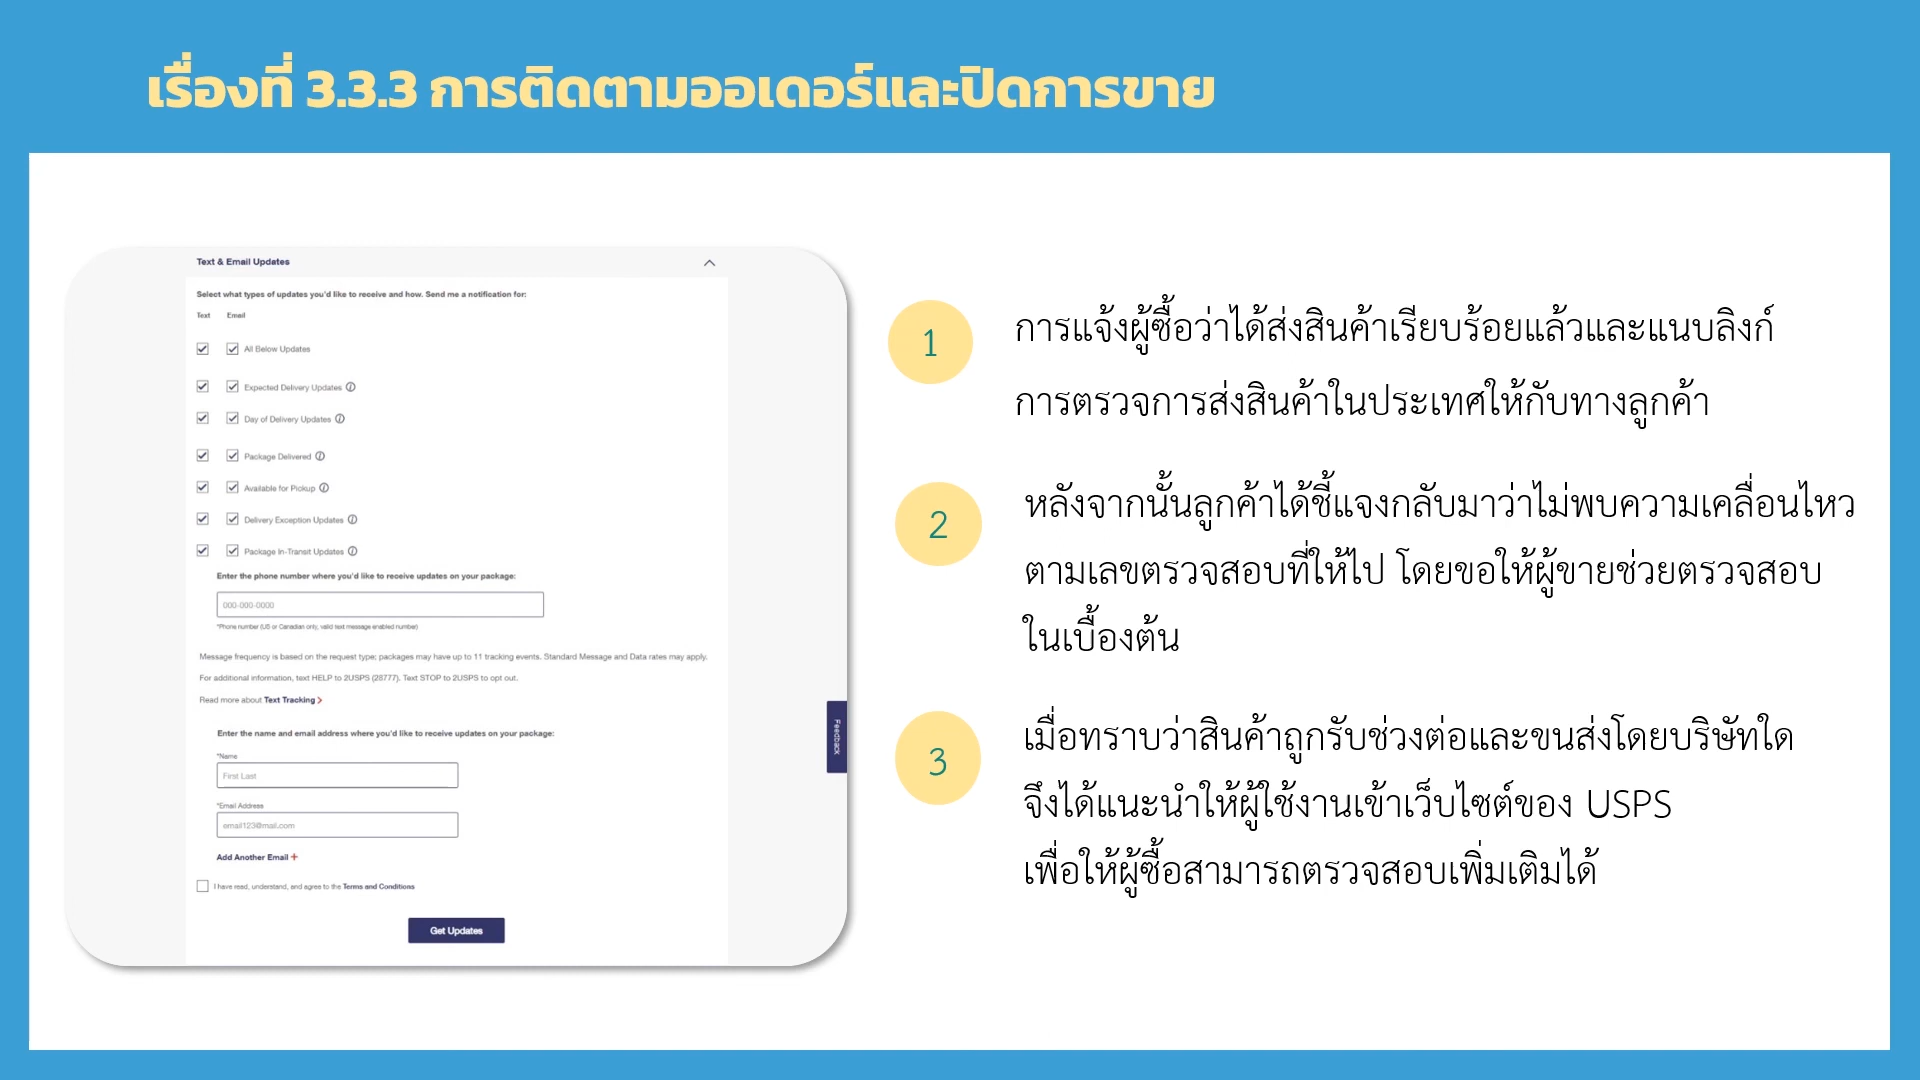 เรื่องที่ 3.3.3 การติดตามออเดอร์และปิดการขาย
Text & Email Updates
Select what types of updates you'd like to receive and how. Send me a notification for:
Text Email
All Below Updates
Expected Delivery Updates
Day of Delivery Updates
Package Delivered
Available for Pickup
Delivery Exception Updates
Package In-Transit Updates
Enter the phone number where you'd like to receive updates on your package:
000-000-0000
*Phone number (US or Canadian only, valid text message enabled number)
Message frequency is based on the request type; packages may have up to 11 tracking events. Standard Message and Data rates may apply.
For additional information, text HELP to 2USPS (28777). Text STOP to 2USPS to opt out.
Read more about Text Tracking >
Enter the name and email address where you'd like to receive updates on your package:
*Name
First Last
*Email Address
email123@mail.com
Add Another Email +
I have read, understand, and agree to the Terms and Conditions
Get Updates
Feedback
1
การแจ้งผู้ซื้อว่าได้ส่งสินค้าเรียบร้อยแล้วและแนบลิงก์
การตรวจการส่งสินค้าในประเทศให้กับทางลูกค้า
2
หลังจากนั้นลูกค้าได้ชี้แจงกลับมาว่าไม่พบความเคลื่อนไหว
ตามเลขตรวจสอบที่ให้ไป โดยขอให้ผู้ขายช่วยตรวจสอบ
ในเบื้องต้น
3
เมื่อทราบว่าสินค้าถูกรับช่วงต่อและขนส่งโดยบริษัทใด
จึงได้แนะนำให้ผู้ใช้งานเข้าเว็บไซต์ของ USPS
เพื่อให้ผู้ซื้อสามารถตรวจสอบเพิ่มเติมได้